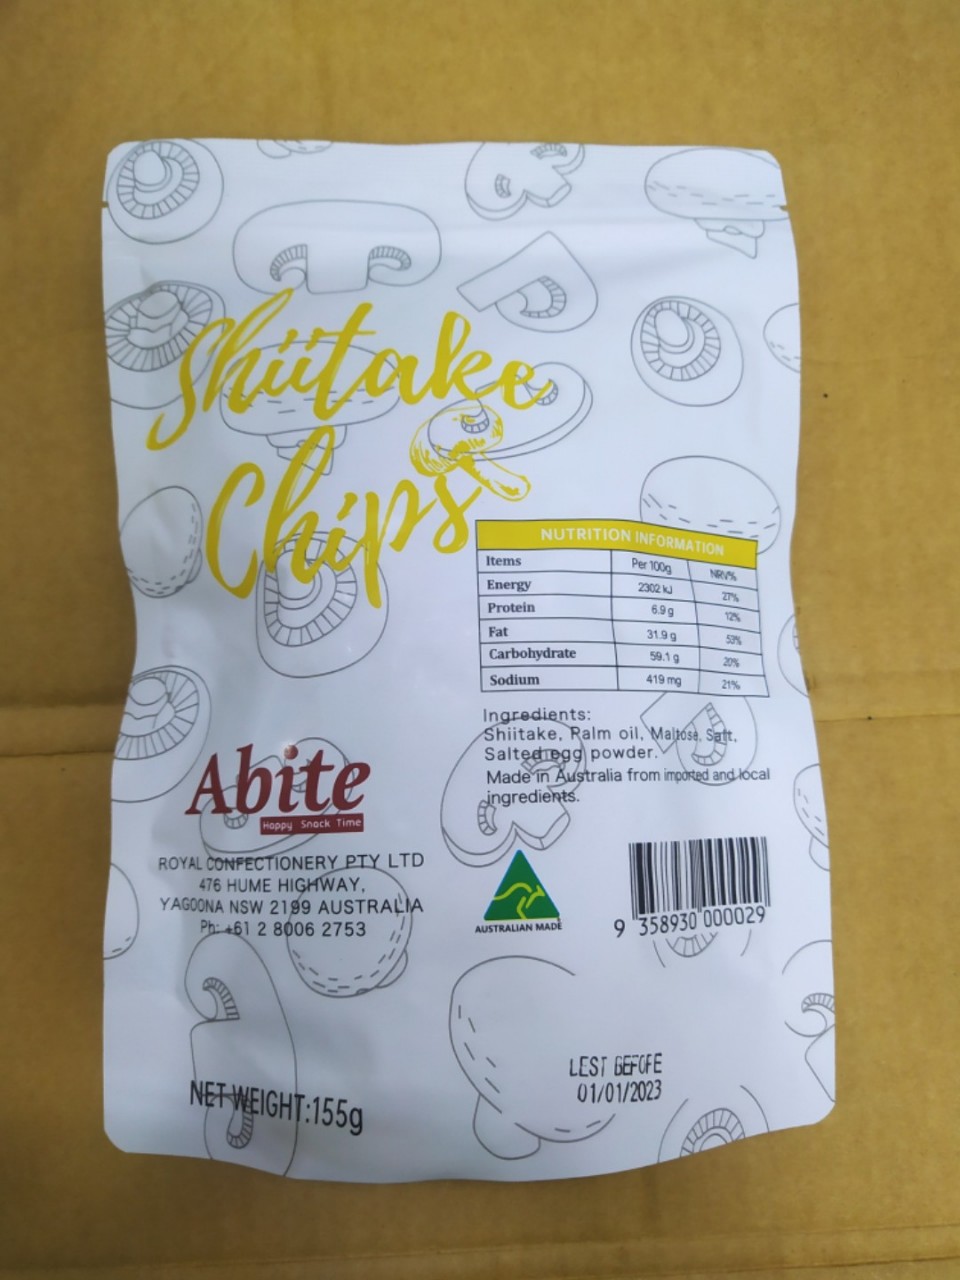 Shiitake
Chips
NUTRITION INFORMATION
Items Per 100g NRV%
Energy 2302 kJ 27%
Protein 6.9 g 12%
Fat 31.9 g 53%
Carbohydrate 59.1 g 20%
Sodium 419 mg 21%
Ingredients:
Shiitake, Palm oil, Maltose, Salt,
Salted egg powder.
Made in Australia from imported and local
ingredients.
Abite
Happy Snack Time
ROYAL CONFECTIONERY PTY LTD
476 HUME HIGHWAY,
YAGOONA NSW 2199 AUSTRALIA
Ph: +61 2 8006 2753
AUSTRALIAN MADE
9 358930 000029
LEST BEFOFE
01/01/2023
NET WEIGHT:155g